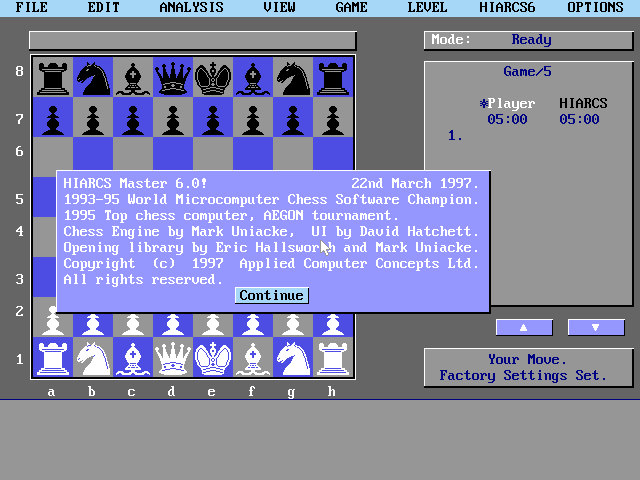 FILE EDIT ANALYSIS VIEW GAME LEVEL HIARCS6 OPTIONS
Mode: Ready
Game/5
*Player HIARCS
05:00 05:00
1.
8
7
6
5
4
3
2
1
a b c d e f g h
HIARCS Master 6.0! 22nd March 1997.
1993-95 World Microcomputer Chess Software Champion.
1995 Top chess computer, AEGON tournament.
Chess Engine by Mark Uniacke, UI by David Hatchett.
Opening library by Eric Hallsworth and Mark Uniacke.
Copyright (c) 1997 Applied Computer Concepts Ltd.
All rights reserved.
Continue
Your Move.
Factory Settings Set.